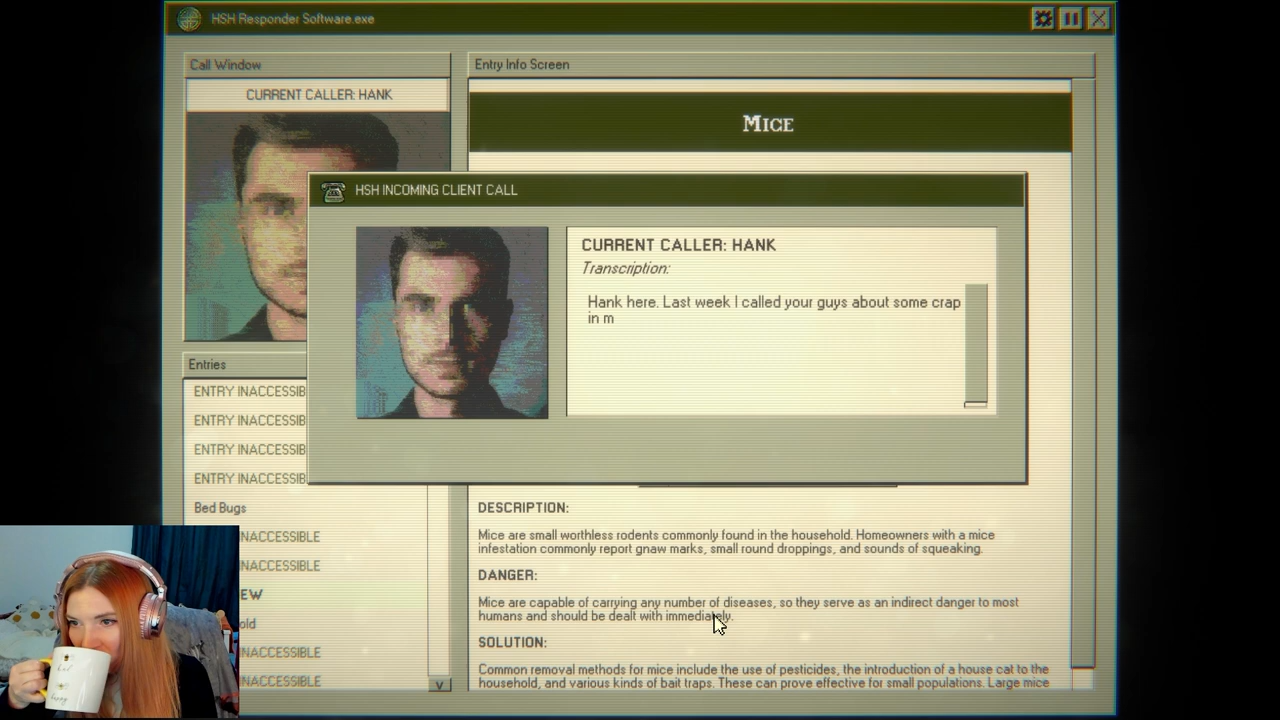 HSH Responder Software.exe
Call Window
CURRENT CALLER: HANK
Entry Info Screen
MICE
HSH INCOMING CLIENT CALL
CURRENT CALLER: HANK
Transcription:
Hank here. Last week I called your guys about some crap
in m
Entries
ENTRY INACCESSIB
ENTRY INACCESSIB
ENTRY INACCESSIB
ENTRY INACCESSIB
Bed Bugs
INACCESSIBLE
NACCESSIBLE
EW
old
INACCESSIBLE
INACCESSIBLE
DESCRIPTION:
Mice are small worthless rodents commonly found in the household. Homeowners with a mice
infestation commonly report gnaw marks, small round droppings, and sounds of squeaking.
DANGER:
Mice are capable of carrying any number of diseases, so they serve as an indirect danger to most
humans and should be dealt with immediately.
SOLUTION:
Common removal methods for mice include the use of pesticides, the introduction of a house cat to the
household, and various kinds of bait traps. These can prove effective for small populations. Large mice